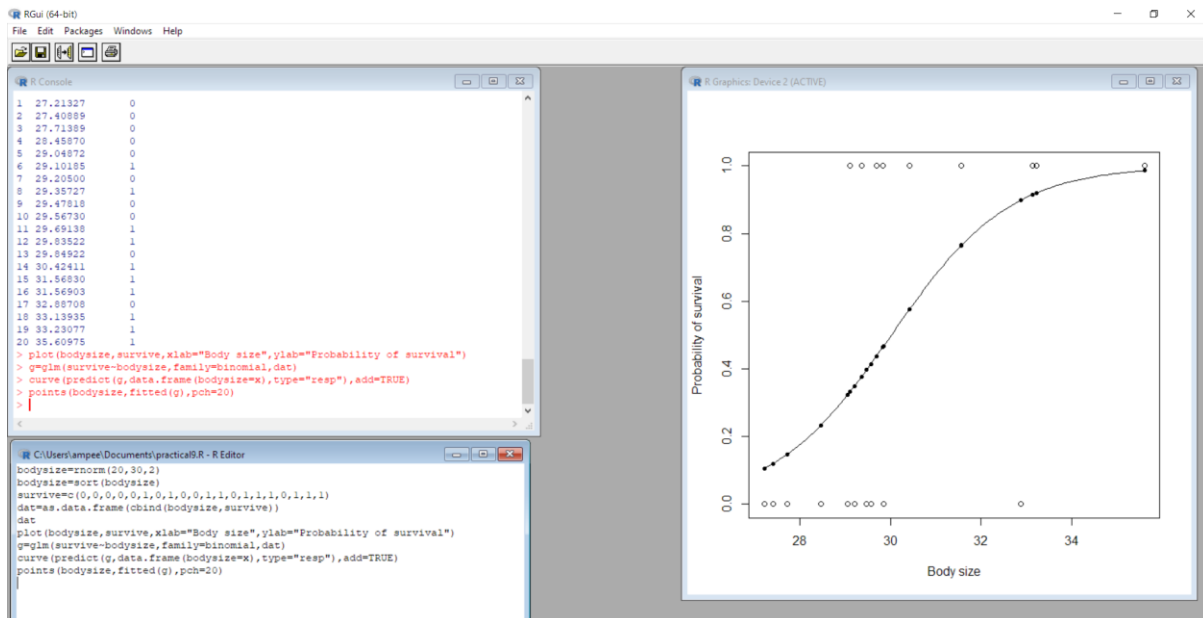 RGui (64-bit)
File Edit Packages Windows Help
R Console
1 27.21327 0
2 27.40889 0
3 27.71389 0
4 28.45870 0
5 29.04872 0
6 29.10185 1
7 29.20500 0
8 29.35727 1
9 29.47818 0
10 29.56730 0
11 29.69138 1
12 29.83522 1
13 29.84922 0
14 30.42411 1
15 31.56830 1
16 31.56903 1
17 32.88708 0
18 33.13935 1
19 33.23077 1
20 35.60975 1
> plot(bodysize,survive,xlab="Body size",ylab="Probability of survival")
> g=glm(survive~bodysize,family=binomial,dat)
> curve(predict(g,data.frame(bodysize=x),type="resp"),add=TRUE)
> points(bodysize,fitted(g),pch=20)
>
C:\Users\ampee\Documents\practical9.R - R Editor
bodysize=rnorm(20,30,2)
bodysize=sort(bodysize)
survive=c(0,0,0,0,0,1,0,1,0,0,1,1,0,1,1,1,0,1,1,1)
dat=as.data.frame(cbind(bodysize,survive))
dat
plot(bodysize,survive,xlab="Body size",ylab="Probability of survival")
g=glm(survive~bodysize,family=binomial,dat)
curve(predict(g,data.frame(bodysize=x),type="resp"),add=TRUE)
points(bodysize,fitted(g),pch=20)
R Graphics: Device 2 (ACTIVE)
Probability of survival
1.0
0.8
0.6
0.4
0.2
0.0
28 30 32 34
Body size